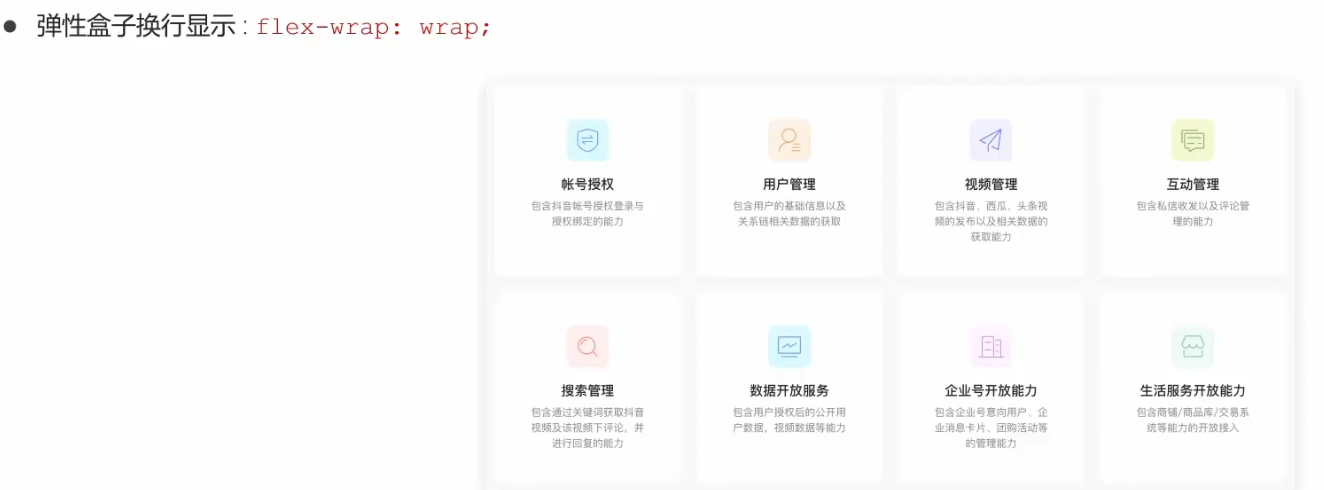 ● 弹性盒子换行显示 : flex-wrap: wrap;
帐号授权
包含抖音帐号授权登录与
授权绑定的能力
用户管理
包含用户的基础信息以及
关系链相关数据的获取
视频管理
包含抖音、西瓜、头条视
频的发布以及相关数据的
获取能力
互动管理
包含私信收发以及评论管
理的能力
搜索管理
包含通过关键词获取抖音
视频及该视频下评论，并
进行回复的能力
数据开放服务
包含用户授权后的公开用
户数据，视频数据等能力
企业号开放能力
包含企业号意向用户、企
业消息卡片、团购活动等
的管理能力
生活服务开放能力
包含商铺/商品库/交易系
统等能力的开放接入